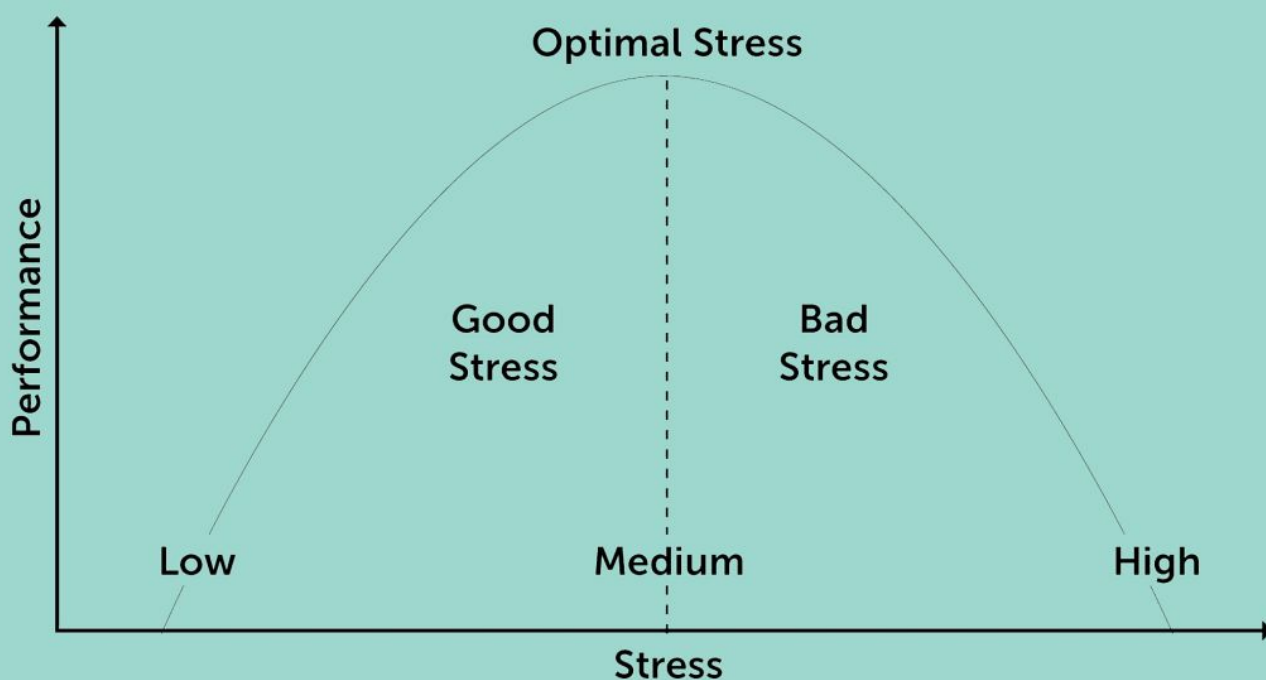 Optimal Stress
Performance
Good
Stress
Bad
Stress
Low
Medium
High
Stress